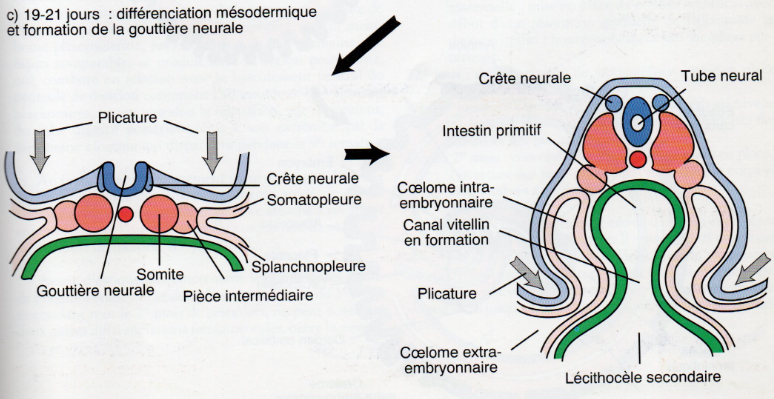 c) 19-21 jours : différenciation mésodermique
et formation de la gouttière neurale
Plicature
Crête neurale
Somatopleure
Splanchnopleure
Somite
Gouttière neurale
Pièce intermédiaire
Crête neurale
Tube neural
Intestin primitif
Cœlome intra-
embryonnaire
Canal vitellin
en formation
Plicature
Cœlome extra-
embryonnaire
Lécithocèle secondaire